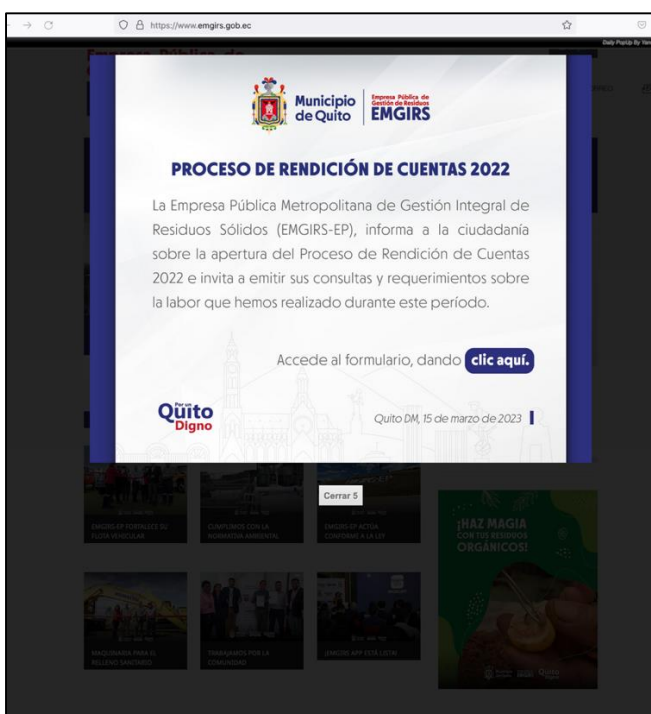 https://www.emgirs.gob.ec
Daily PopUp By Yani
Municipio
de Quito
Empresa Pública de
Gestión de Residuos
EMGIRS
PROCESO DE RENDICIÓN DE CUENTAS 2022
La Empresa Pública Metropolitana de Gestión Integral de
Residuos Sólidos (EMGIRS-EP), informa a la ciudadanía
sobre la apertura del Proceso de Rendición de Cuentas
2022 e invita a emitir sus consultas y requerimientos sobre
la labor que hemos realizado durante este período.
Accede al formulario, dando clic aquí.
Por un
Quito
Digno
Quito DM, 15 de marzo de 2023
Cerrar 5
EMGIRS-EP FORTALECE SU
FLOTA VEHICULAR
CUMPLIMOS CON LA
NORMATIVA AMBIENTAL
EMGIRS-EP ACTÚA
CONFORME A LA LEY
¡HAZ MAGIA
CON TUS RESIDUOS
ORGÁNICOS!
MAQUINARIA PARA EL
RELLENO SANITARIO
TRABAJAMOS POR LA
COMUNIDAD
¡EMGIRS APP ESTÁ LISTA!
Quito